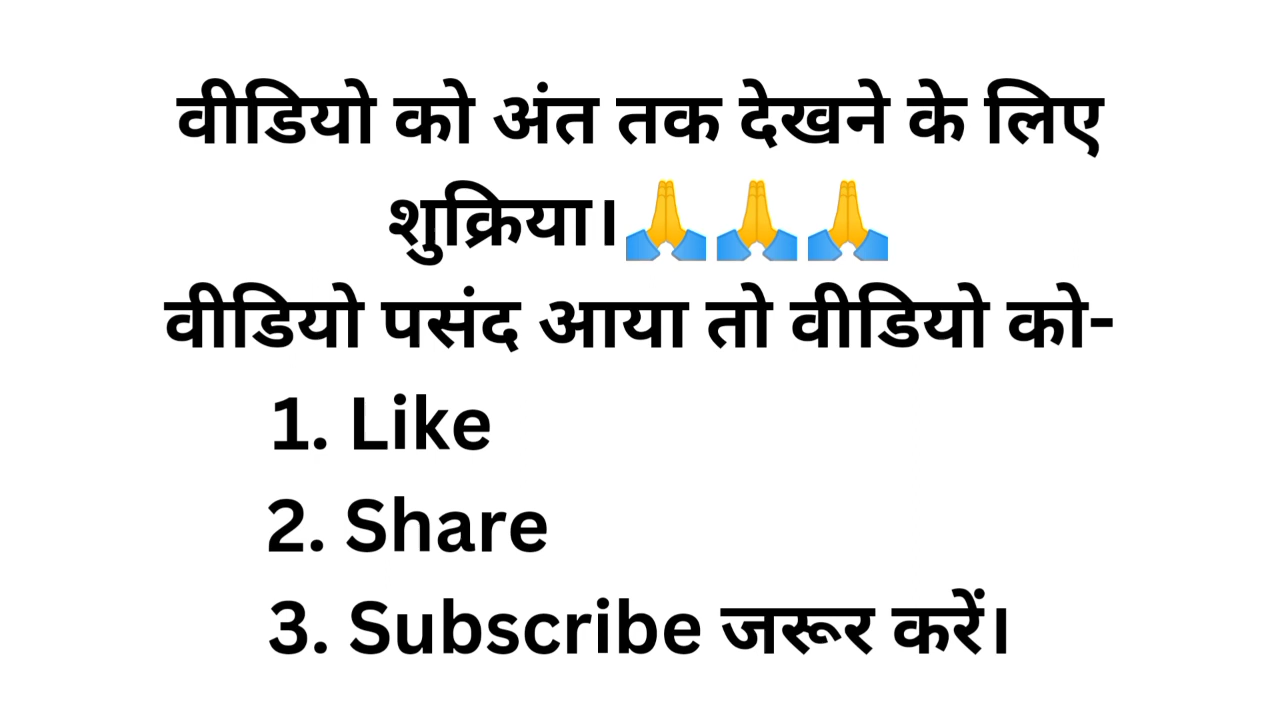 वीडियो को अंत तक देखने के लिए
शुक्रिया।🙏🙏🙏
वीडियो पसंद आया तो वीडियो को-
1. Like
2. Share
3. Subscribe जरूर करें।